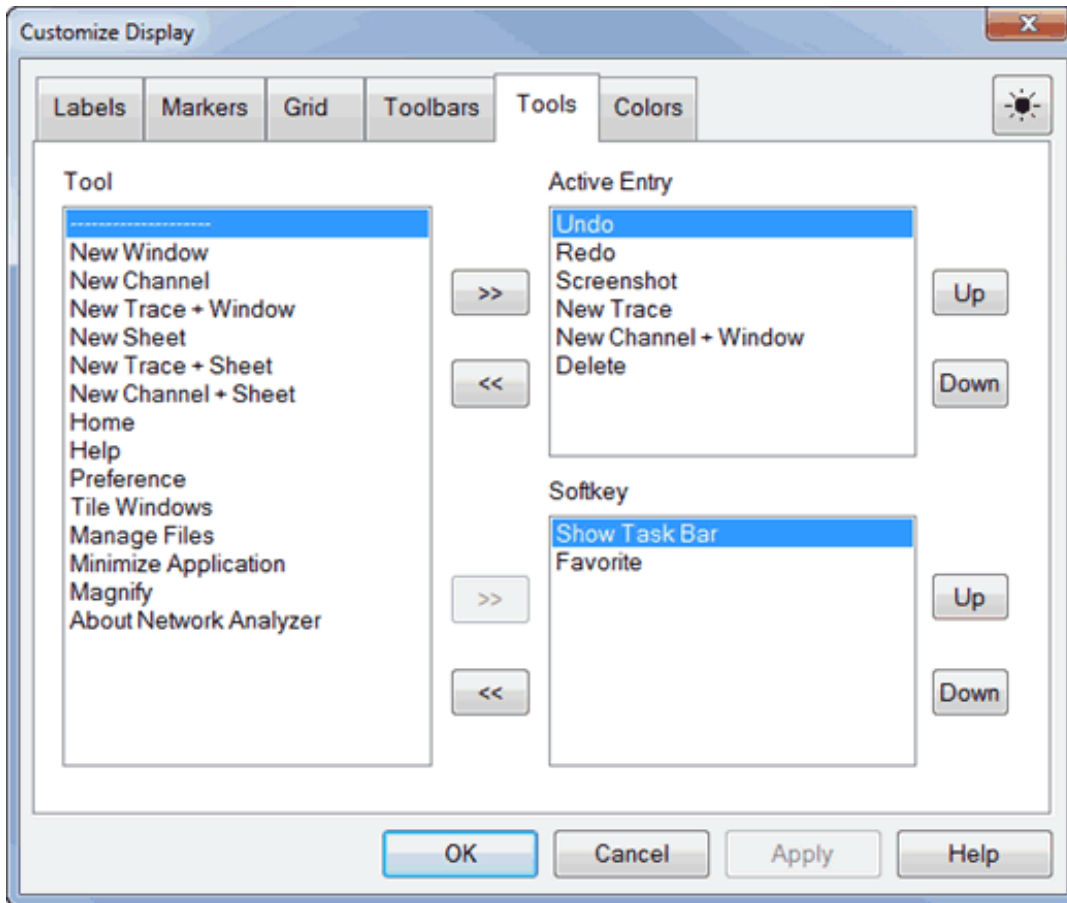 Customize Display
Labels
Markers
Grid
Toolbars
Tools
Colors
Tool
--------------------
New Window
New Channel
New Trace + Window
New Sheet
New Trace + Sheet
New Channel + Sheet
Home
Help
Preference
Tile Windows
Manage Files
Minimize Application
Magnify
About Network Analyzer
>>
<<
>>
<<
Active Entry
Undo
Redo
Screenshot
New Trace
New Channel + Window
Delete
Up
Down
Softkey
Show Task Bar
Favorite
Up
Down
OK
Cancel
Apply
Help